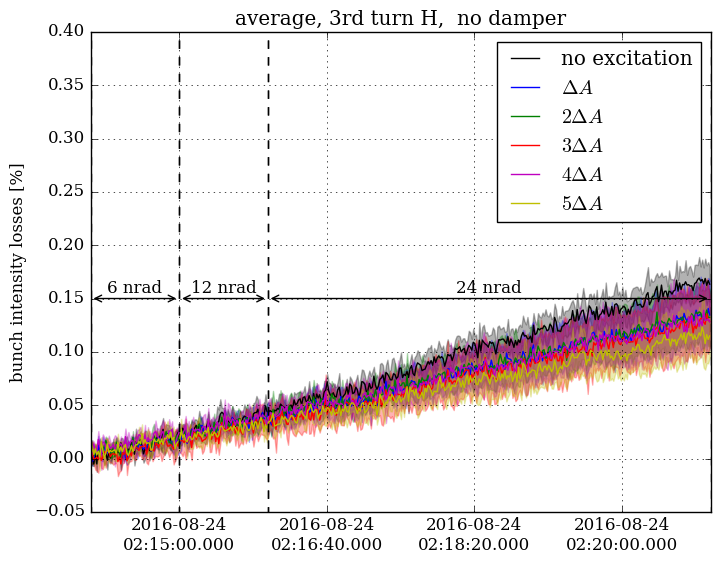 average, 3rd turn H,  no damper
bunch intensity losses [%]
0.40
0.35
0.30
0.25
0.20
0.15
0.10
0.05
0.00
−0.05
no excitation
ΔA
2ΔA
3ΔA
4ΔA
5ΔA
6 nrad
12 nrad
24 nrad
2016-08-24
02:15:00.000
2016-08-24
02:16:40.000
2016-08-24
02:18:20.000
2016-08-24
02:20:00.000